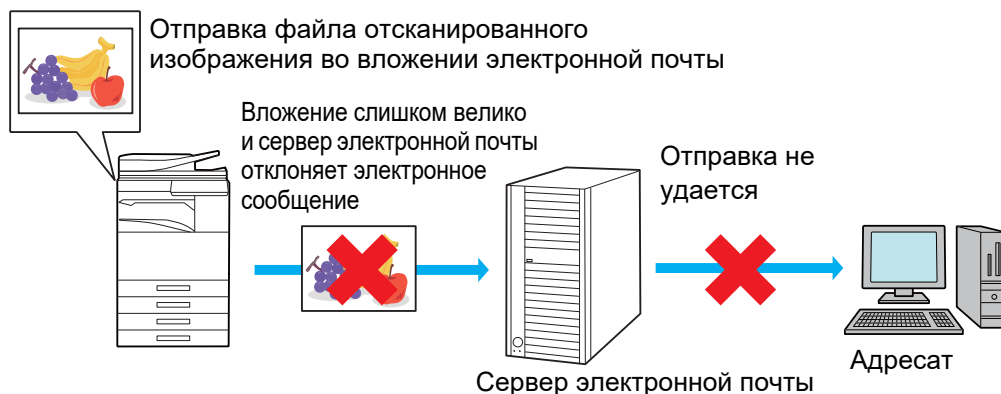 Отправка файла отсканированного
изображения во вложении электронной почты
Вложение слишком велико
и сервер электронной почты
отклоняет электронное
сообщение
Отправка не
удается
Адресат
Сервер электронной почты